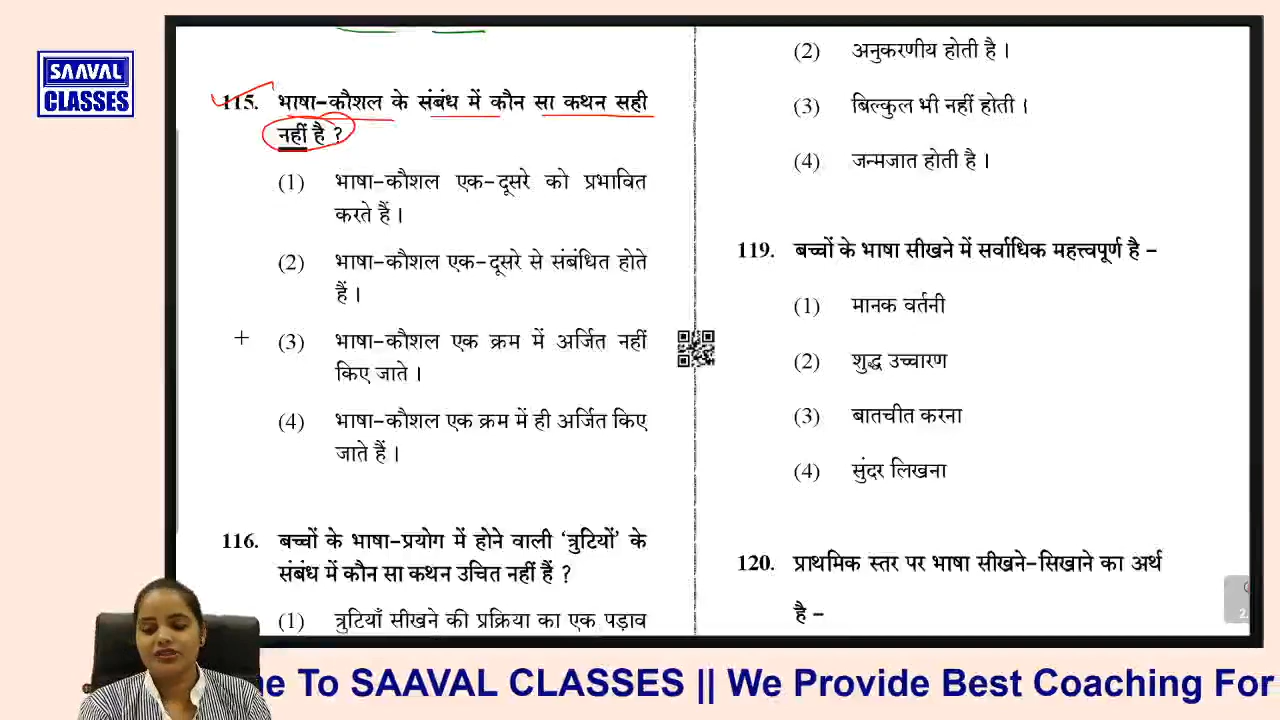 SAAVAL
CLASSES
115. भाषा-कौशल के संबंध में कौन सा कथन सही
नहीं है ?
(1) भाषा-कौशल एक-दूसरे को प्रभावित
करते हैं ।
(2) भाषा-कौशल एक-दूसरे से संबंधित होते
हैं ।
(3) भाषा-कौशल एक क्रम में अर्जित नहीं
किए जाते ।
(4) भाषा-कौशल एक क्रम में ही अर्जित किए
जाते हैं ।
116. बच्चों के भाषा-प्रयोग में होने वाली ‘त्रुटियों’ के
संबंध में कौन सा कथन उचित नहीं हैं ?
(1) त्रुटियाँ सीखने की प्रक्रिया का एक पड़ाव
(2) अनुकरणीय होती है ।
(3) बिल्कुल भी नहीं होती ।
(4) जन्मजात होती है ।
119. बच्चों के भाषा सीखने में सर्वाधिक महत्त्वपूर्ण है –
(1) मानक वर्तनी
(2) शुद्ध उच्चारण
(3) बातचीत करना
(4) सुंदर लिखना
120. प्राथमिक स्तर पर भाषा सीखने-सिखाने का अर्थ
है –
To SAAVAL CLASSES || We Provide Best Coaching For